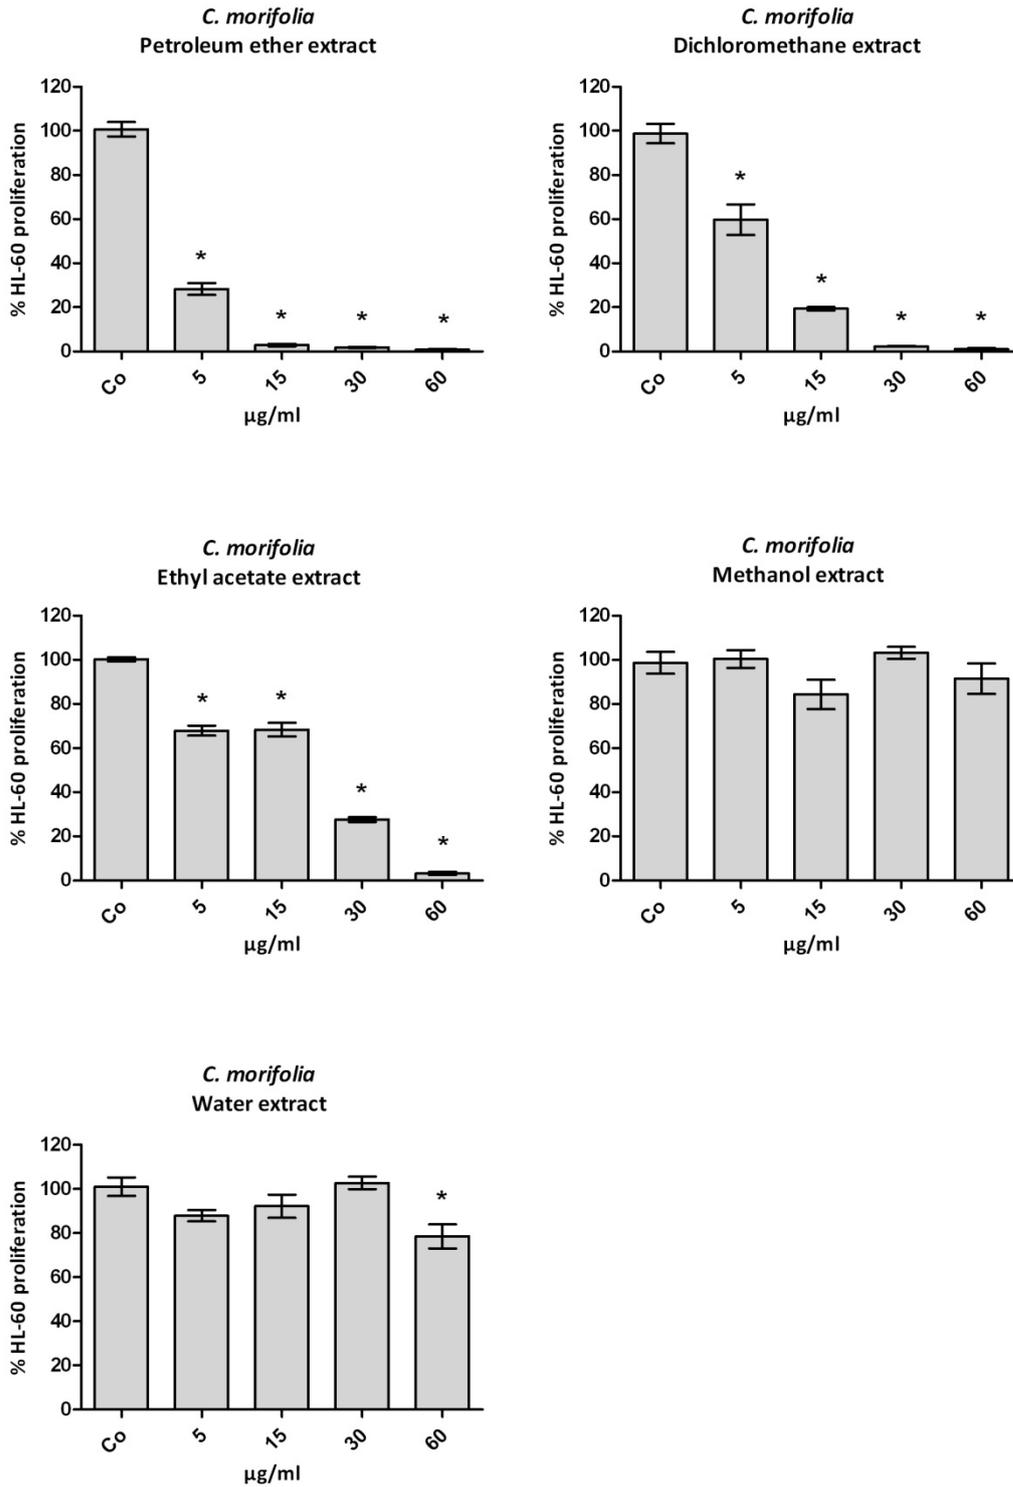 C. morifolia
Petroleum ether extract
% HL-60 proliferation
120
100
80
60
40
20
0
*
*
*
*
Co
5
15
30
60
µg/ml
C. morifolia
Dichloromethane extract
% HL-60 proliferation
120
100
80
60
40
20
0
*
*
*
*
Co
5
15
30
60
µg/ml
C. morifolia
Ethyl acetate extract
% HL-60 proliferation
120
100
80
60
40
20
0
*
*
*
*
Co
5
15
30
60
µg/ml
C. morifolia
Methanol extract
% HL-60 proliferation
120
100
80
60
40
20
0
Co
5
15
30
60
µg/ml
C. morifolia
Water extract
% HL-60 proliferation
120
100
80
60
40
20
0
*
Co
5
15
30
60
µg/ml